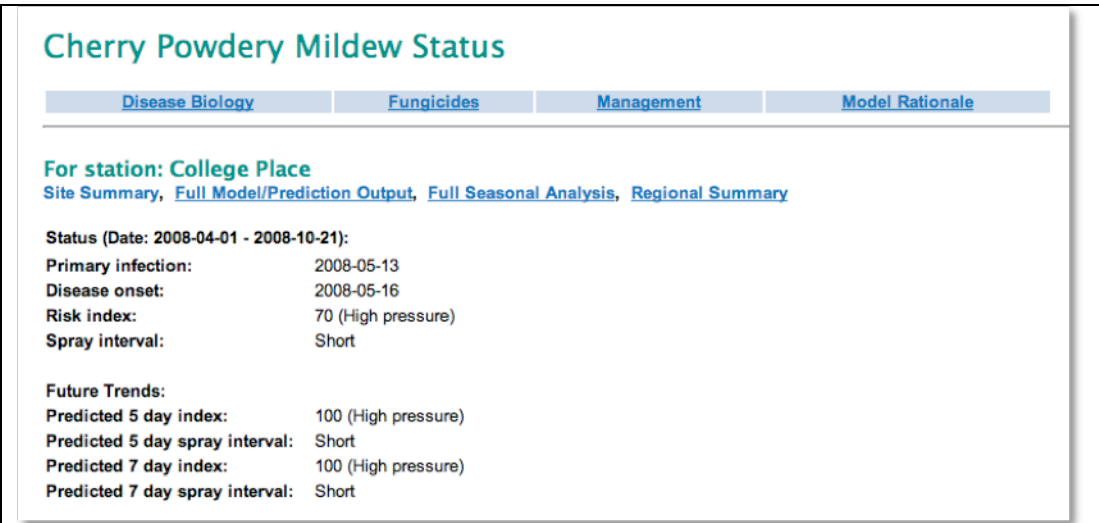 Cherry Powdery Mildew Status
Disease Biology Fungicides Management Model Rationale
For station: College Place
Site Summary, Full Model/Prediction Output, Full Seasonal Analysis, Regional Summary
Status (Date: 2008-04-01 - 2008-10-21):
Primary infection: 2008-05-13
Disease onset: 2008-05-16
Risk index: 70 (High pressure)
Spray interval: Short
Future Trends:
Predicted 5 day index: 100 (High pressure)
Predicted 5 day spray interval: Short
Predicted 7 day index: 100 (High pressure)
Predicted 7 day spray interval: Short